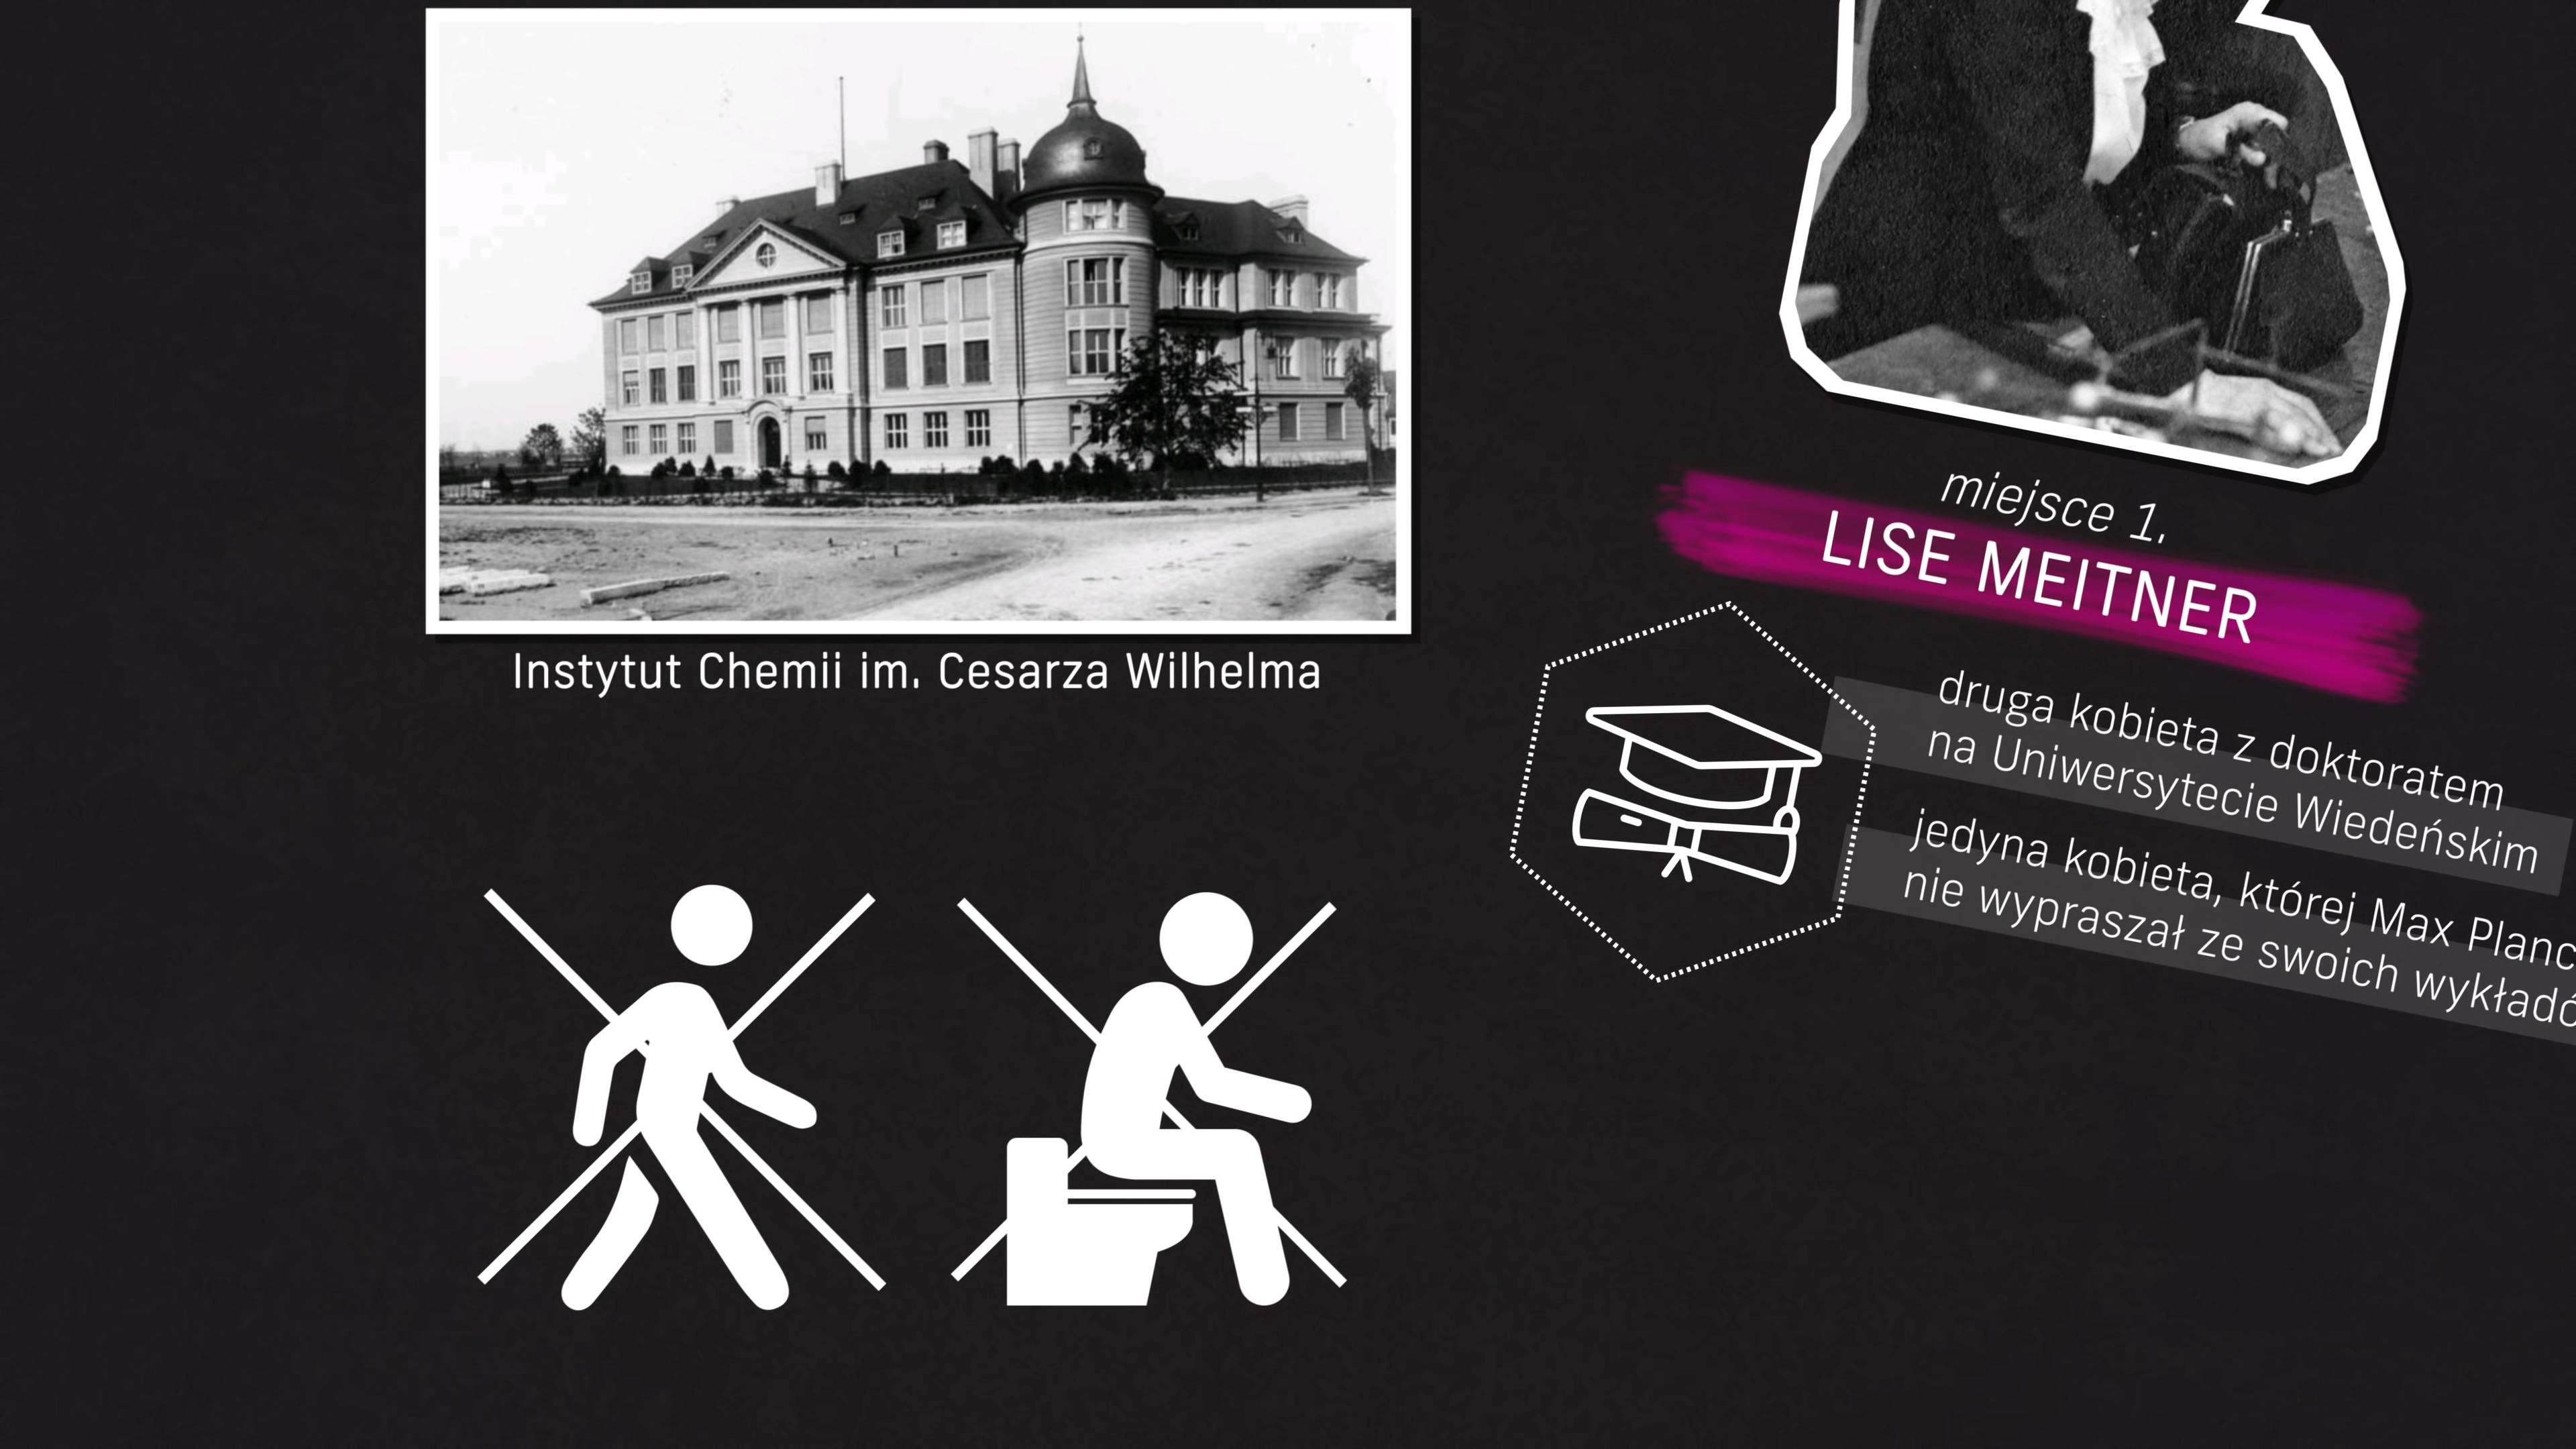 Instytut Chemii im. Cesarza Wilhelma
miejsce 1.
LISE MEITNER
druga kobieta z doktoratem
na Uniwersytecie Wiedeńskim
jedyna kobieta, której Max
nie wypraszał ze swoich